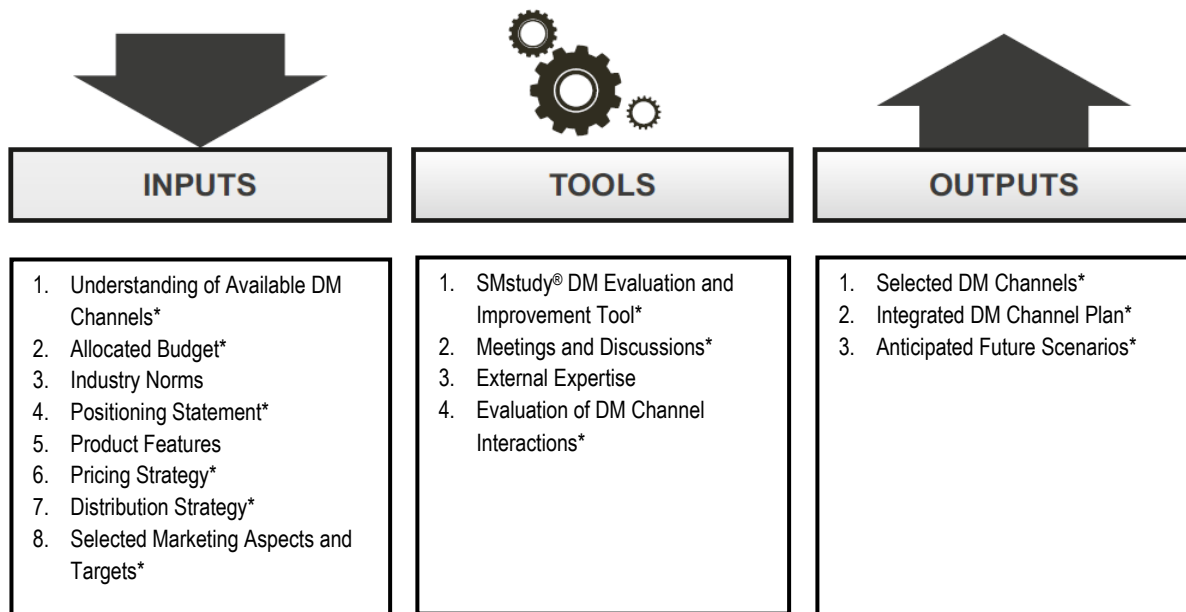 INPUTS
1. Understanding of Available DM
Channels*
2. Allocated Budget*
3. Industry Norms
4. Positioning Statement*
5. Product Features
6. Pricing Strategy*
7. Distribution Strategy*
8. Selected Marketing Aspects and
Targets*
TOOLS
1. SMstudy® DM Evaluation and
Improvement Tool*
2. Meetings and Discussions*
3. External Expertise
4. Evaluation of DM Channel
Interactions*
OUTPUTS
1. Selected DM Channels*
2. Integrated DM Channel Plan*
3. Anticipated Future Scenarios*